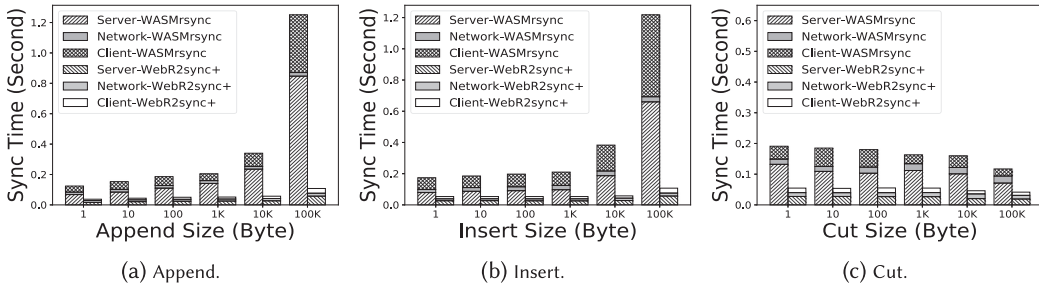 Sync Time (Second)
1.2
1.0
0.8
0.6
0.4
0.2
0.0
Server-WASMrsync
Network-WASMrsync
Client-WASMrsync
Server-WebR2sync+
Network-WebR2sync+
Client-WebR2sync+
1 10 100 1K 10K 100K
Append Size (Byte)
(a) Append.
Sync Time (Second)
1.2
1.0
0.8
0.6
0.4
0.2
0.0
Server-WASMrsync
Network-WASMrsync
Client-WASMrsync
Server-WebR2sync+
Network-WebR2sync+
Client-WebR2sync+
1 10 100 1K 10K 100K
Insert Size (Byte)
(b) Insert.
Sync Time (Second)
0.6
0.5
0.4
0.3
0.2
0.1
0.0
Server-WASMrsync
Network-WASMrsync
Client-WASMrsync
Server-WebR2sync+
Network-WebR2sync+
Client-WebR2sync+
1 10 100 1K 10K 100K
Cut Size (Byte)
(c) Cut.